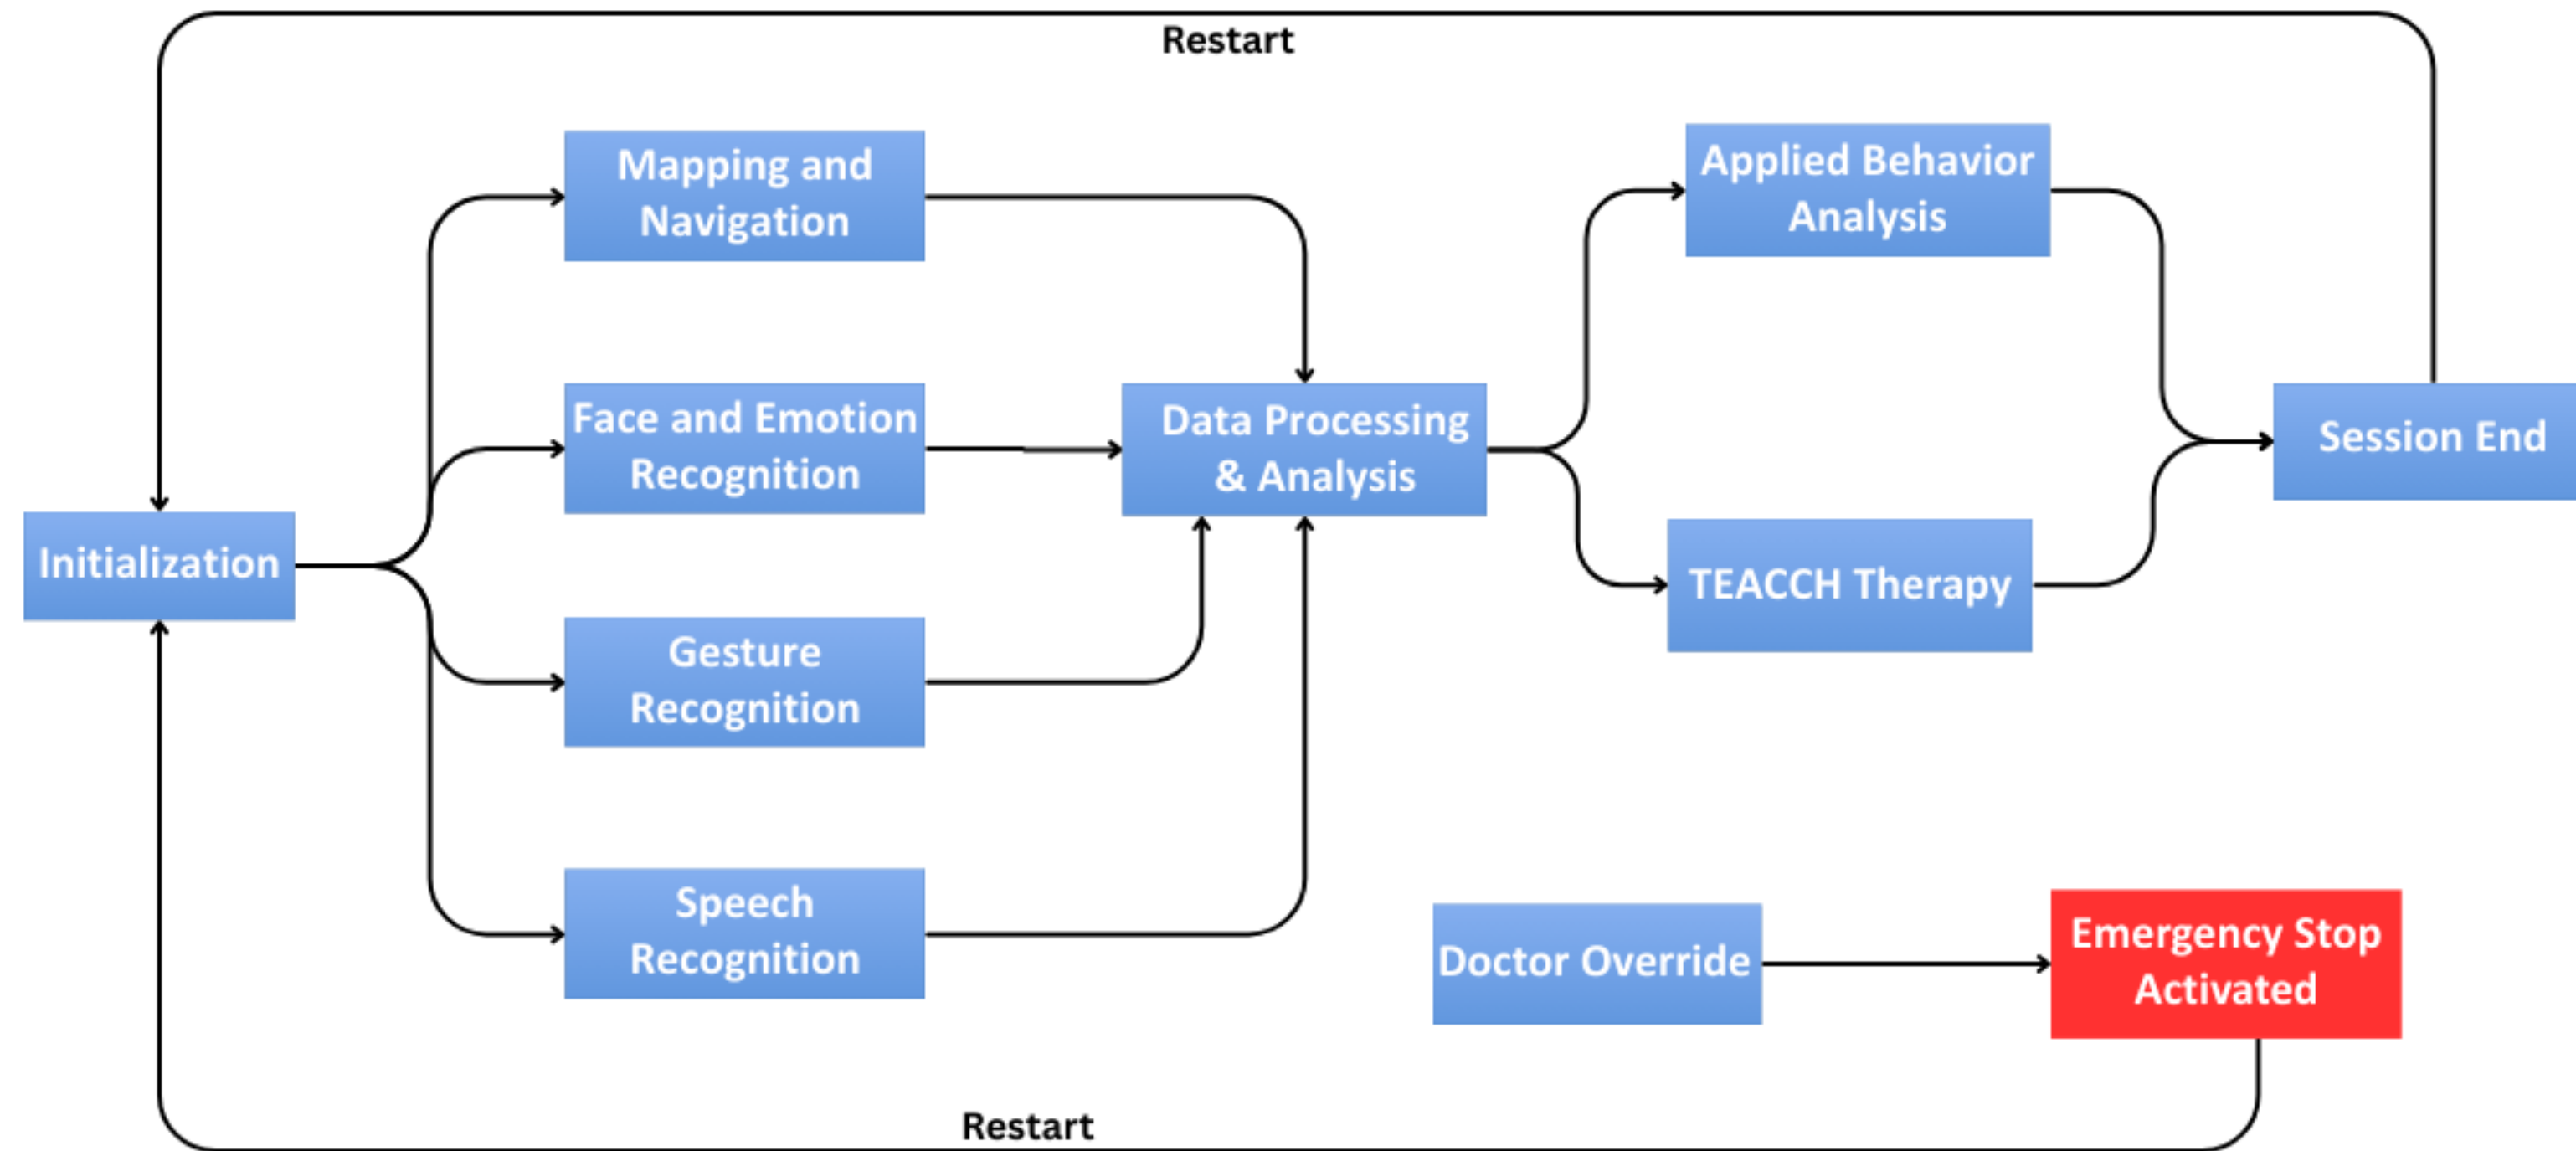 Restart
Mapping and
Navigation
Applied Behavior
Analysis
Face and Emotion
Recognition
Data Processing
& Analysis
Session End
Initialization
TEACCH Therapy
Gesture
Recognition
Speech
Recognition
Doctor Override
Emergency Stop
Activated
Restart